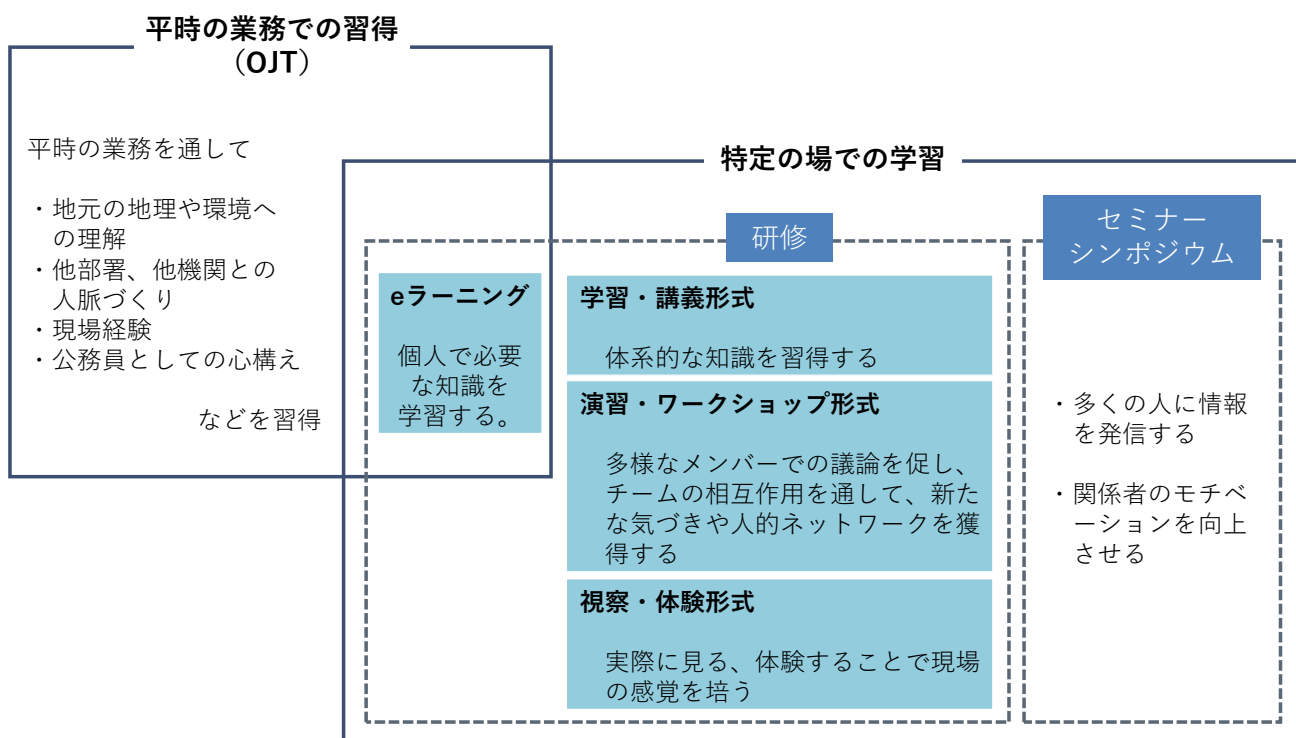 平時の業務での習得
（OJT）
平時の業務を通して
・地元の地理や環境へ
の理解
・他部署、他機関との
人脈づくり
・現場経験
・公務員としての心構え
などを習得
特定の場での学習
研修
eラーニング
個人で必要
な知識を
学習する。
学習・講義形式
体系的な知識を習得する
演習・ワークショップ形式
多様なメンバーでの議論を促し、
チームの相互作用を通して、新た
な気づきや人的ネットワークを獲
得する
視察・体験形式
実際に見る、体験することで現場
の感覚を培う
セミナー
シンポジウム
・多くの人に情報
を発信する
・関係者のモチベ
ーションを向上
させる